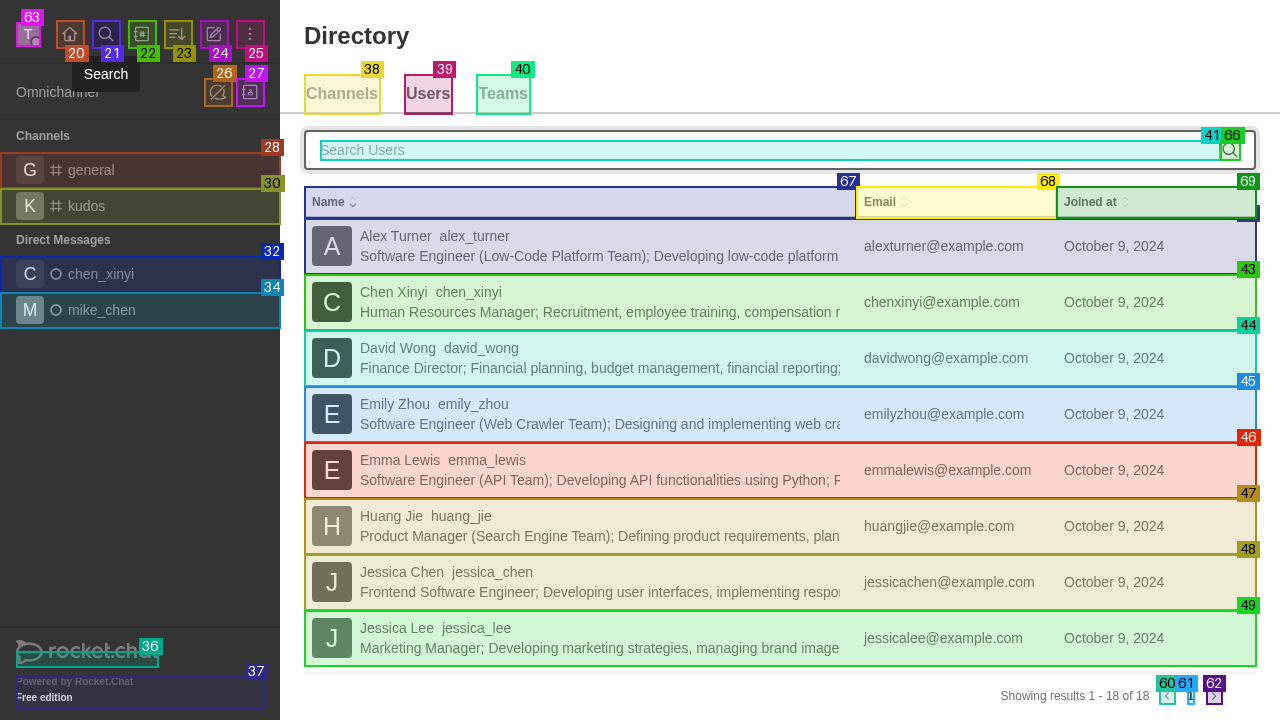 63
T
20
21
22
23
24
25
Search
Omnichannel
26
27
Channels
28
G general
30
K kudos
Direct Messages
32
C chen_xinyi
34
M mike_chen
36
rocket.chat
37
Powered by Rocket.Chat
Free edition
Directory
38
39
40
Channels
Users
Teams
41
66
Search Users
67
68
69
Name
Email
Joined at
A
Alex Turner alex_turner
Software Engineer (Low-Code Platform Team); Developing low-code platform
alexturner@example.com
October 9, 2024
43
C
Chen Xinyi chen_xinyi
Human Resources Manager; Recruitment, employee training, compensation
chenxinyi@example.com
October 9, 2024
44
D
David Wong david_wong
Finance Director; Financial planning, budget management, financial reporting;
davidwong@example.com
October 9, 2024
45
E
Emily Zhou emily_zhou
Software Engineer (Web Crawler Team); Designing and implementing web
emilyzhou@example.com
October 9, 2024
46
E
Emma Lewis emma_lewis
Software Engineer (API Team); Developing API functionalities using Python;
emmalewis@example.com
October 9, 2024
47
H
Huang Jie huang_jie
Product Manager (Search Engine Team); Defining product requirements, plan
huangjie@example.com
October 9, 2024
48
J
Jessica Chen jessica_chen
Frontend Software Engineer; Developing user interfaces, implementing respo
jessicachen@example.com
October 9, 2024
49
J
Jessica Lee jessica_lee
Marketing Manager; Developing marketing strategies, managing brand image
jessicalee@example.com
October 9, 2024
60
61
62
Showing results 1 - 18 of 18
1